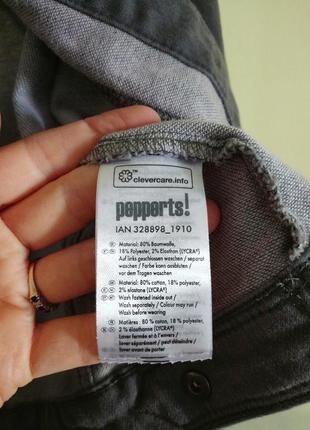 clevercare.info
pepperts!
IAN 328898_1910
Material: 80% Baumwolle,
18% Polyester, 2% Elasthan (LYCRA®)
Auf links geschlossen waschen / separat
waschen / Farbe kann ausbluten /
vor dem Tragen waschen
Material: 80% cotton, 18% polyester,
2% elastane (LYCRA®)
Wash fastened inside out /
Wash separately / Colour may run /
Wash before wearing
Matières : 80 % coton, 18 % polyester,
2 % élasthanne (LYCRA®)
Laver fermée et à l'envers /
laver séparément / peut déteindre /
laver avant de porter